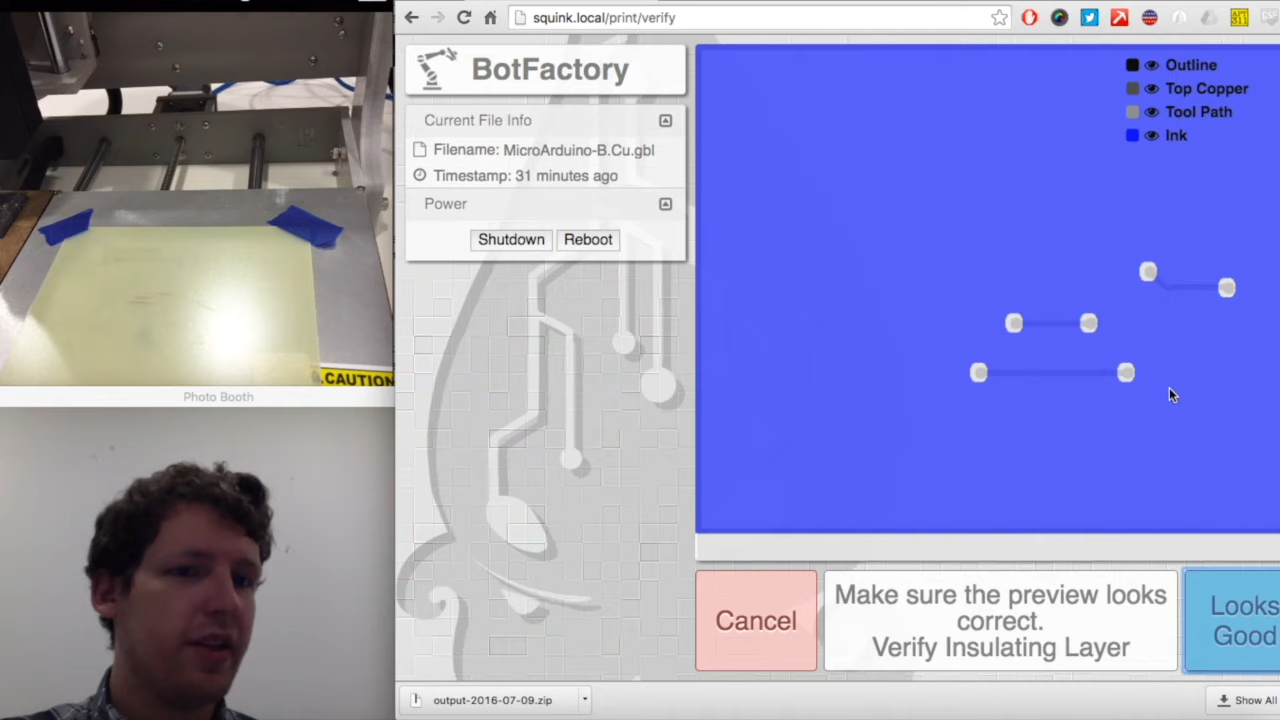 squink.local/print/verify
BotFactory
Current File Info
Filename: MicroArduino-B.Cu.gbl
Timestamp: 31 minutes ago
Power
Shutdown Reboot
Outline
Top Copper
Tool Path
Ink
CAUTION
Photo Booth
Cancel
Make sure the preview looks
correct.
Verify Insulating Layer
Looks
Good
output-2016-07-09.zip
Show All